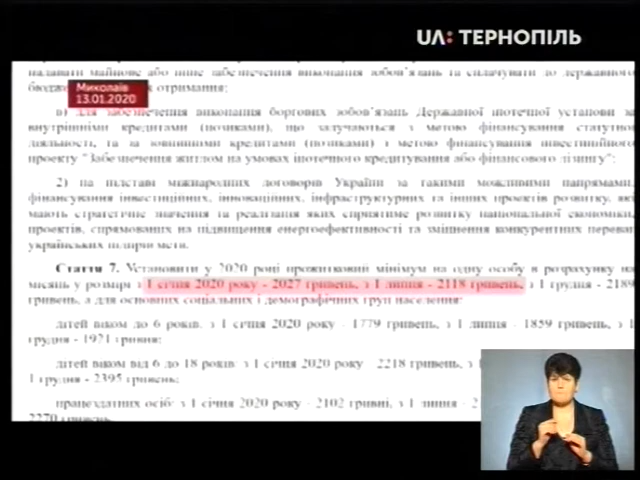 UA: ТЕРНОПІЛЬ
надавати майнове або інше забезпечення виконання зобов'язань та сплачувати до державного
Миколаїв
13.01.2020
бюдж отримання;
в) для забезпечення виконання боргових зобов'язань Державної іпотечної установи за
внутрішніми кредитами (позиками), що залучаються з метою фінансування статутної
діяльності, та за зовнішніми кредитами (позиками) з метою фінансування інвестиційного
проекту "Забезпечення житлом на умовах іпотечного кредитування або фінансового лізингу";
2) на підставі міжнародних договорів України за такими можливими напрямами:
фінансування інвестиційних, інноваційних, інфраструктурних та інших проектів розвитку, які
мають стратегічне значення та реалізація яких сприятиме розвитку національної економіки,
проектів, спрямованих на підвищення енергоефективності та зміцнення конкурентних переваг
українських підприємств.
Стаття 7. Установити у 2020 році прожитковий мінімум на одну особу в розрахунку на
місяць у розмірі з 1 січня 2020 року - 2027 гривень, з 1 липня - 2118 гривень, з 1 грудня - 2189
гривень, а для основних соціальних і демографічних груп населення:
дітей віком до 6 років: з 1 січня 2020 року - 1779 гривень, з 1 липня - 1859 гривень, з 1
грудня - 1921 гривня;
дітей віком від 6 до 18 років: з 1 січня 2020 року - 2218 гривень, з 1
1 грудня - 2395 гривень;
працездатних осіб: з 1 січня 2020 року - 2102 гривні, з 1 липня - 2
2270 гривень.